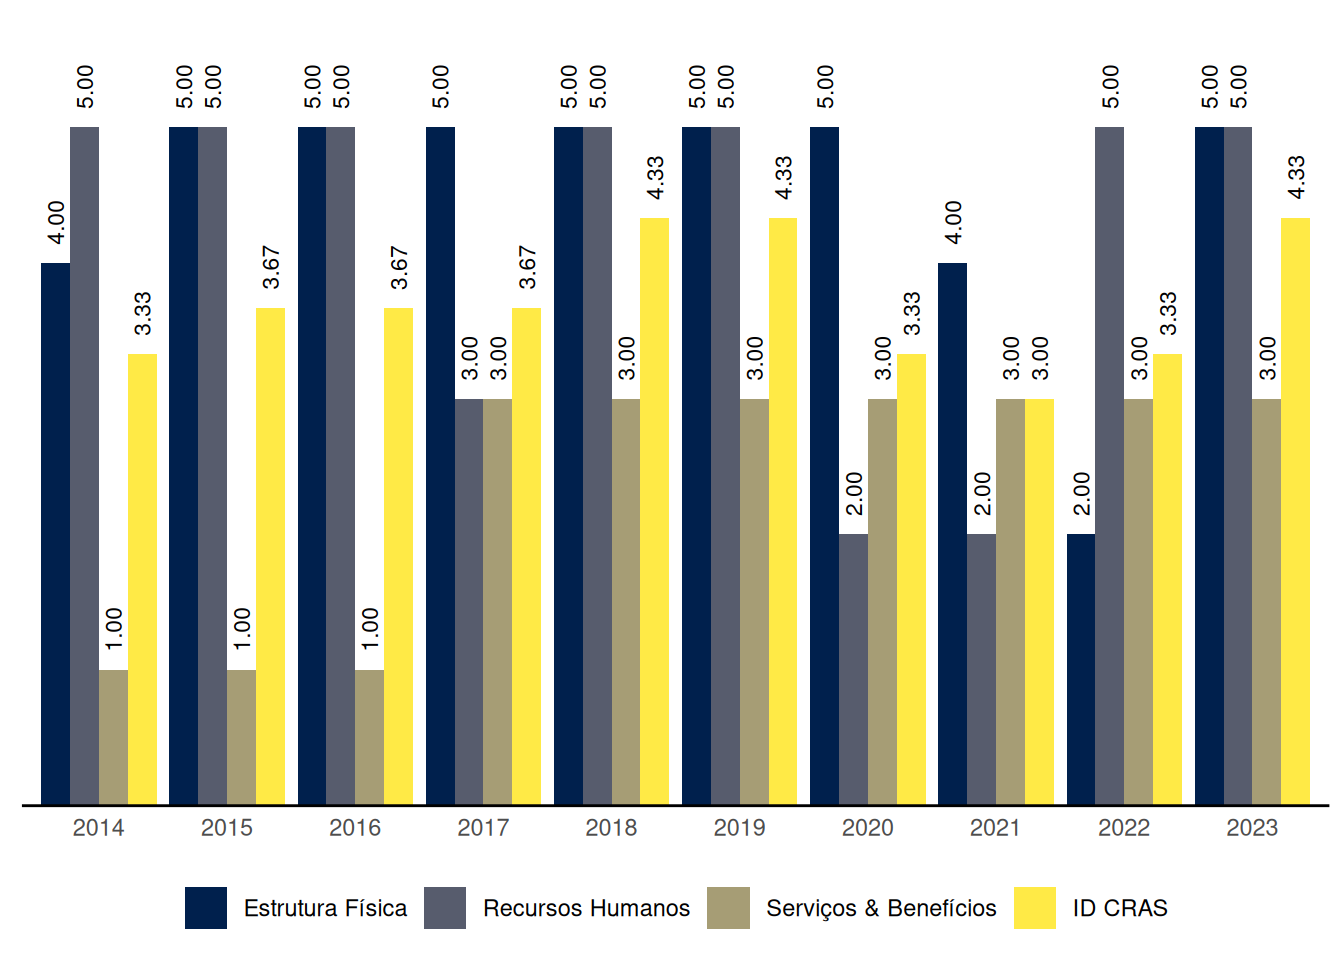 4.00 5.00 1.00 3.33
5.00 5.00 1.00 3.67
5.00 5.00 1.00 3.67
5.00 3.00 3.00 3.67
5.00 5.00 3.00 4.33
5.00 5.00 3.00 4.33
5.00 2.00 3.00 3.33
4.00 2.00 3.00 3.00
2.00 5.00 3.00 3.33
5.00 5.00 3.00 4.33
2014 2015 2016 2017 2018 2019 2020 2021 2022 2023
Estrutura Física Recursos Humanos Serviços & Benefícios ID CRAS